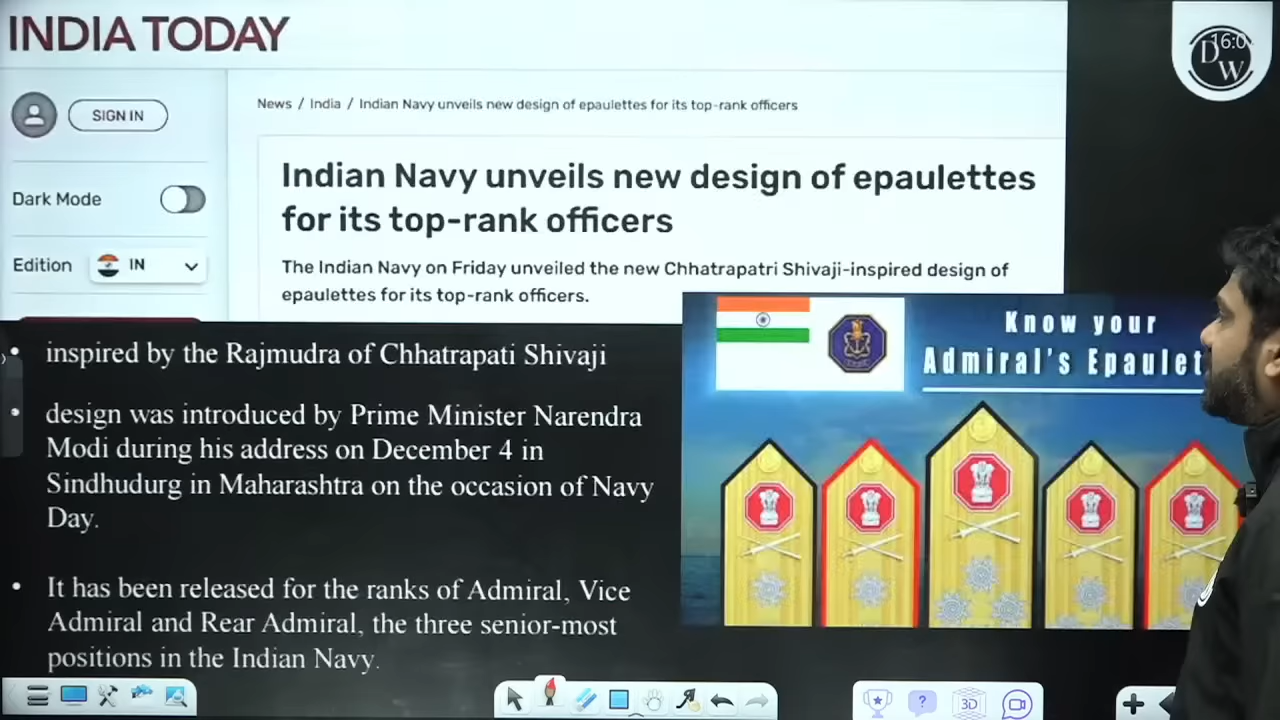 INDIA TODAY
SIGN IN
Dark Mode
Edition
IN
News / India / Indian Navy unveils new design of epaulettes for its top-rank officers
Indian Navy unveils new design of epaulettes
for its top-rank officers
The Indian Navy on Friday unveiled the new Chhatrapatri Shivaji-inspired design of
epaulettes for its top-rank officers.
D W
16:0
• inspired by the Rajmudra of Chhatrapati Shivaji
• design was introduced by Prime Minister Narendra
Modi during his address on December 4 in
Sindhudurg in Maharashtra on the occasion of Navy
Day.
• It has been released for the ranks of Admiral, Vice
Admiral and Rear Admiral, the three senior-most
positions in the Indian Navy.
Know your
Admiral's Epaulet
?
3D